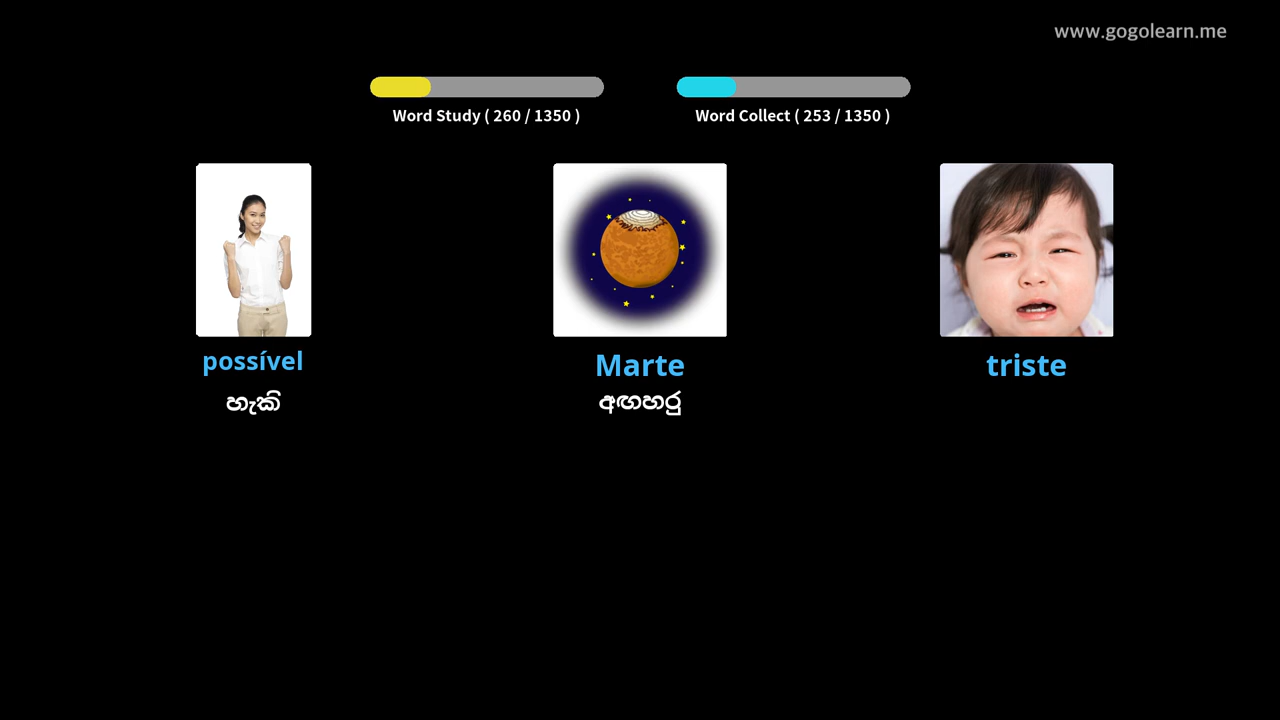 www.gogolearn.me
Word Study ( 260 / 1350 )
Word Collect ( 253 / 1350 )
possível
Marte
triste
හැකි
අඟහරු